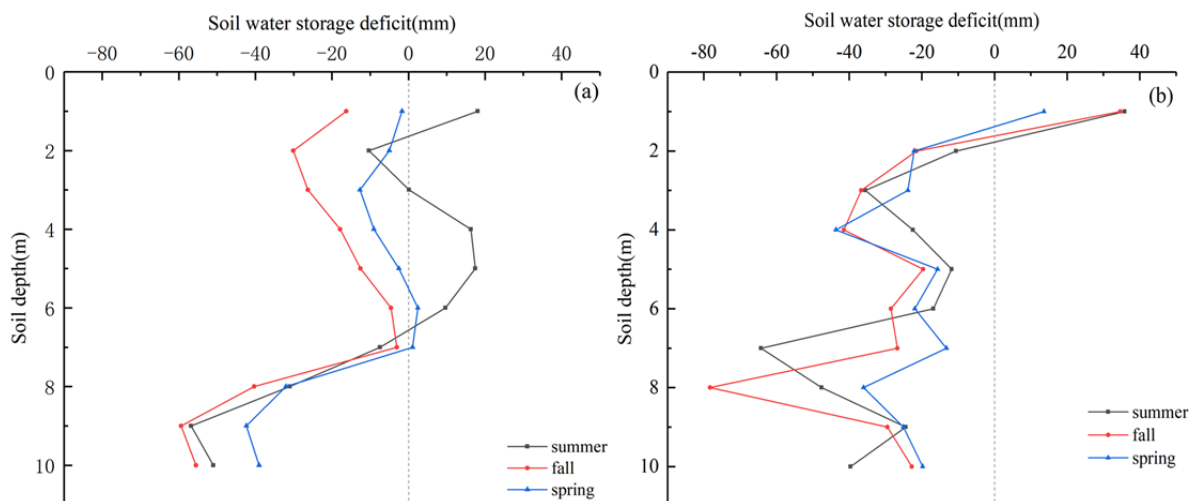 Soil water storage deficit(mm)
−80 −60 −40 −20 0 20 40
0
2
4
6
8
10
Soil depth(m)
(a)
summer
fall
spring
Soil water storage deficit(mm)
-80 -60 -40 -20 0 20 40
0
2
4
6
8
10
Soil depth(m)
(b)
summer
fall
spring